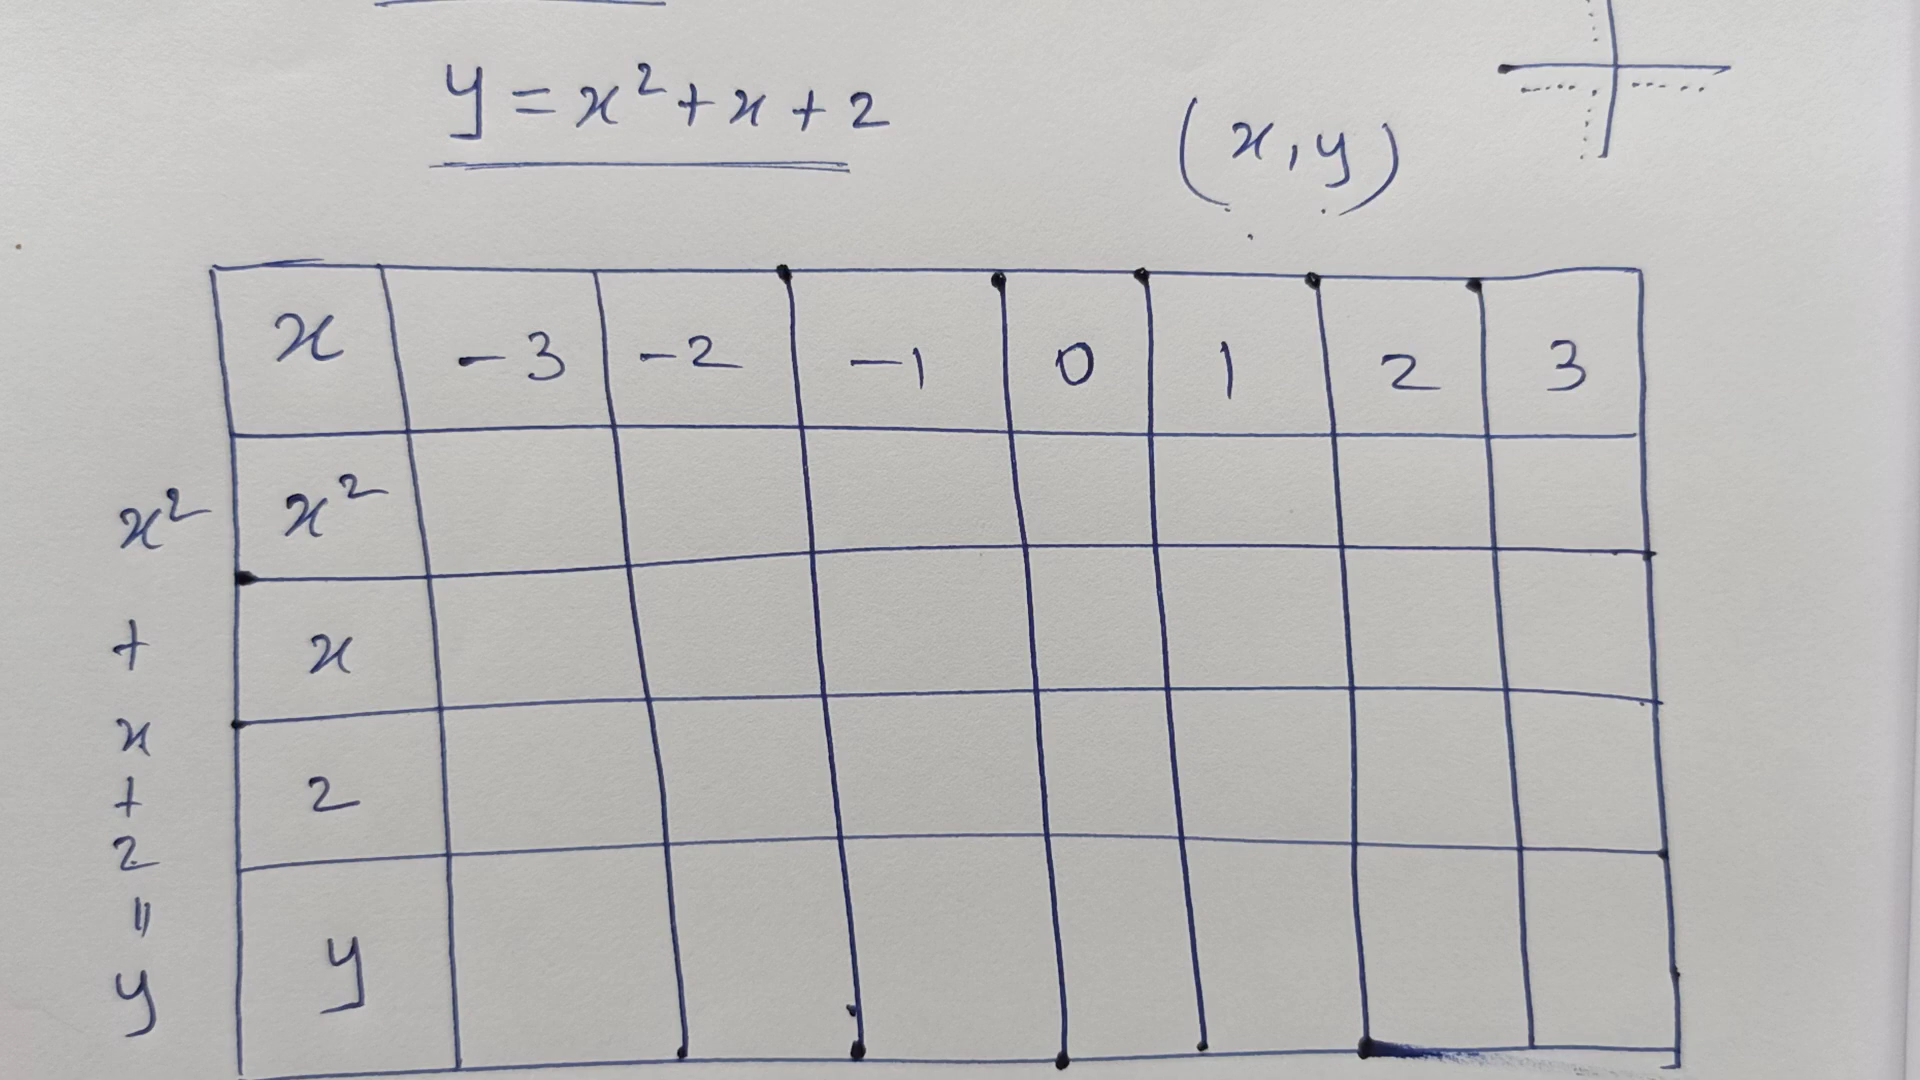 y = x² + x + 2
(x, y)
x -3 -2 -1 0 1 2 3
x² x²
+
x
x
+
2
2
=
y
y